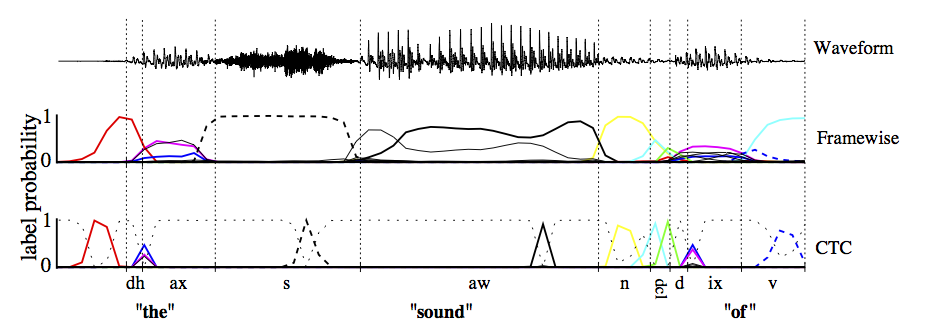 Waveform
label probability
1
0
Framewise
1
0
CTC
dh ax s aw n dcl d ix v
"the" "sound" "of"